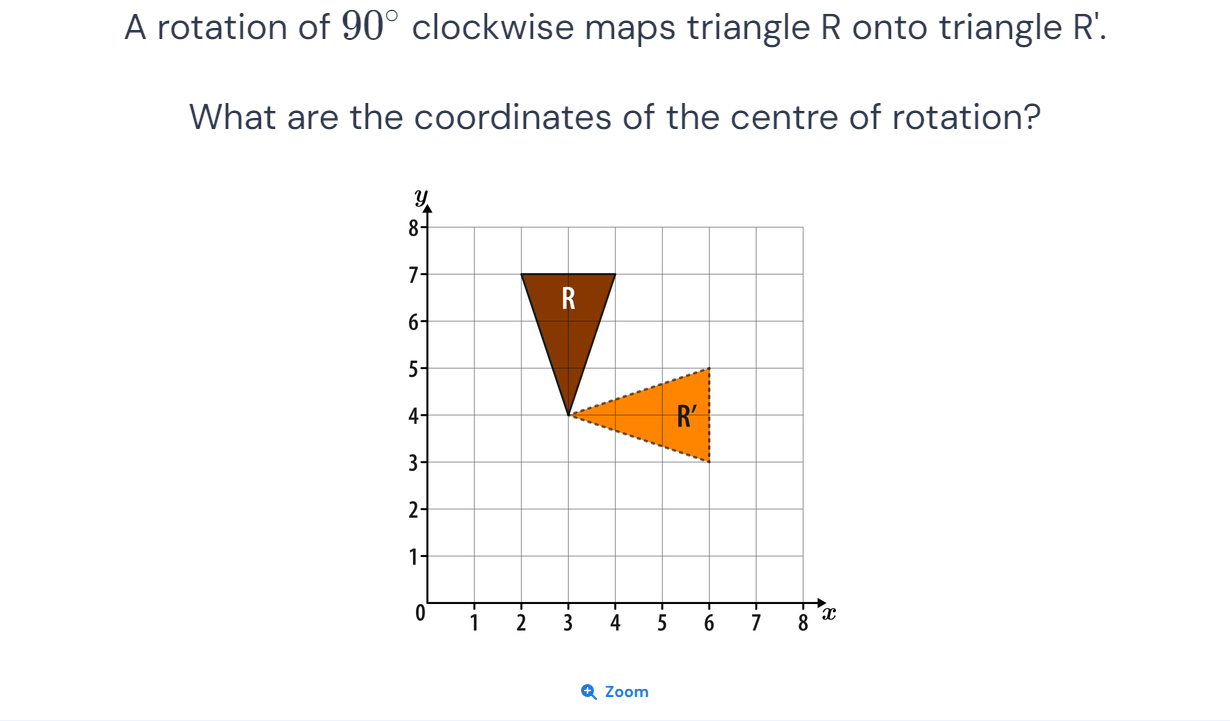 A rotation of 90° clockwise maps triangle R onto triangle R'.
What are the coordinates of the centre of rotation?
y
8
7
R
6
5
4
R′
3
2
1
0
1 2 3 4 5 6 7 8 x
Zoom